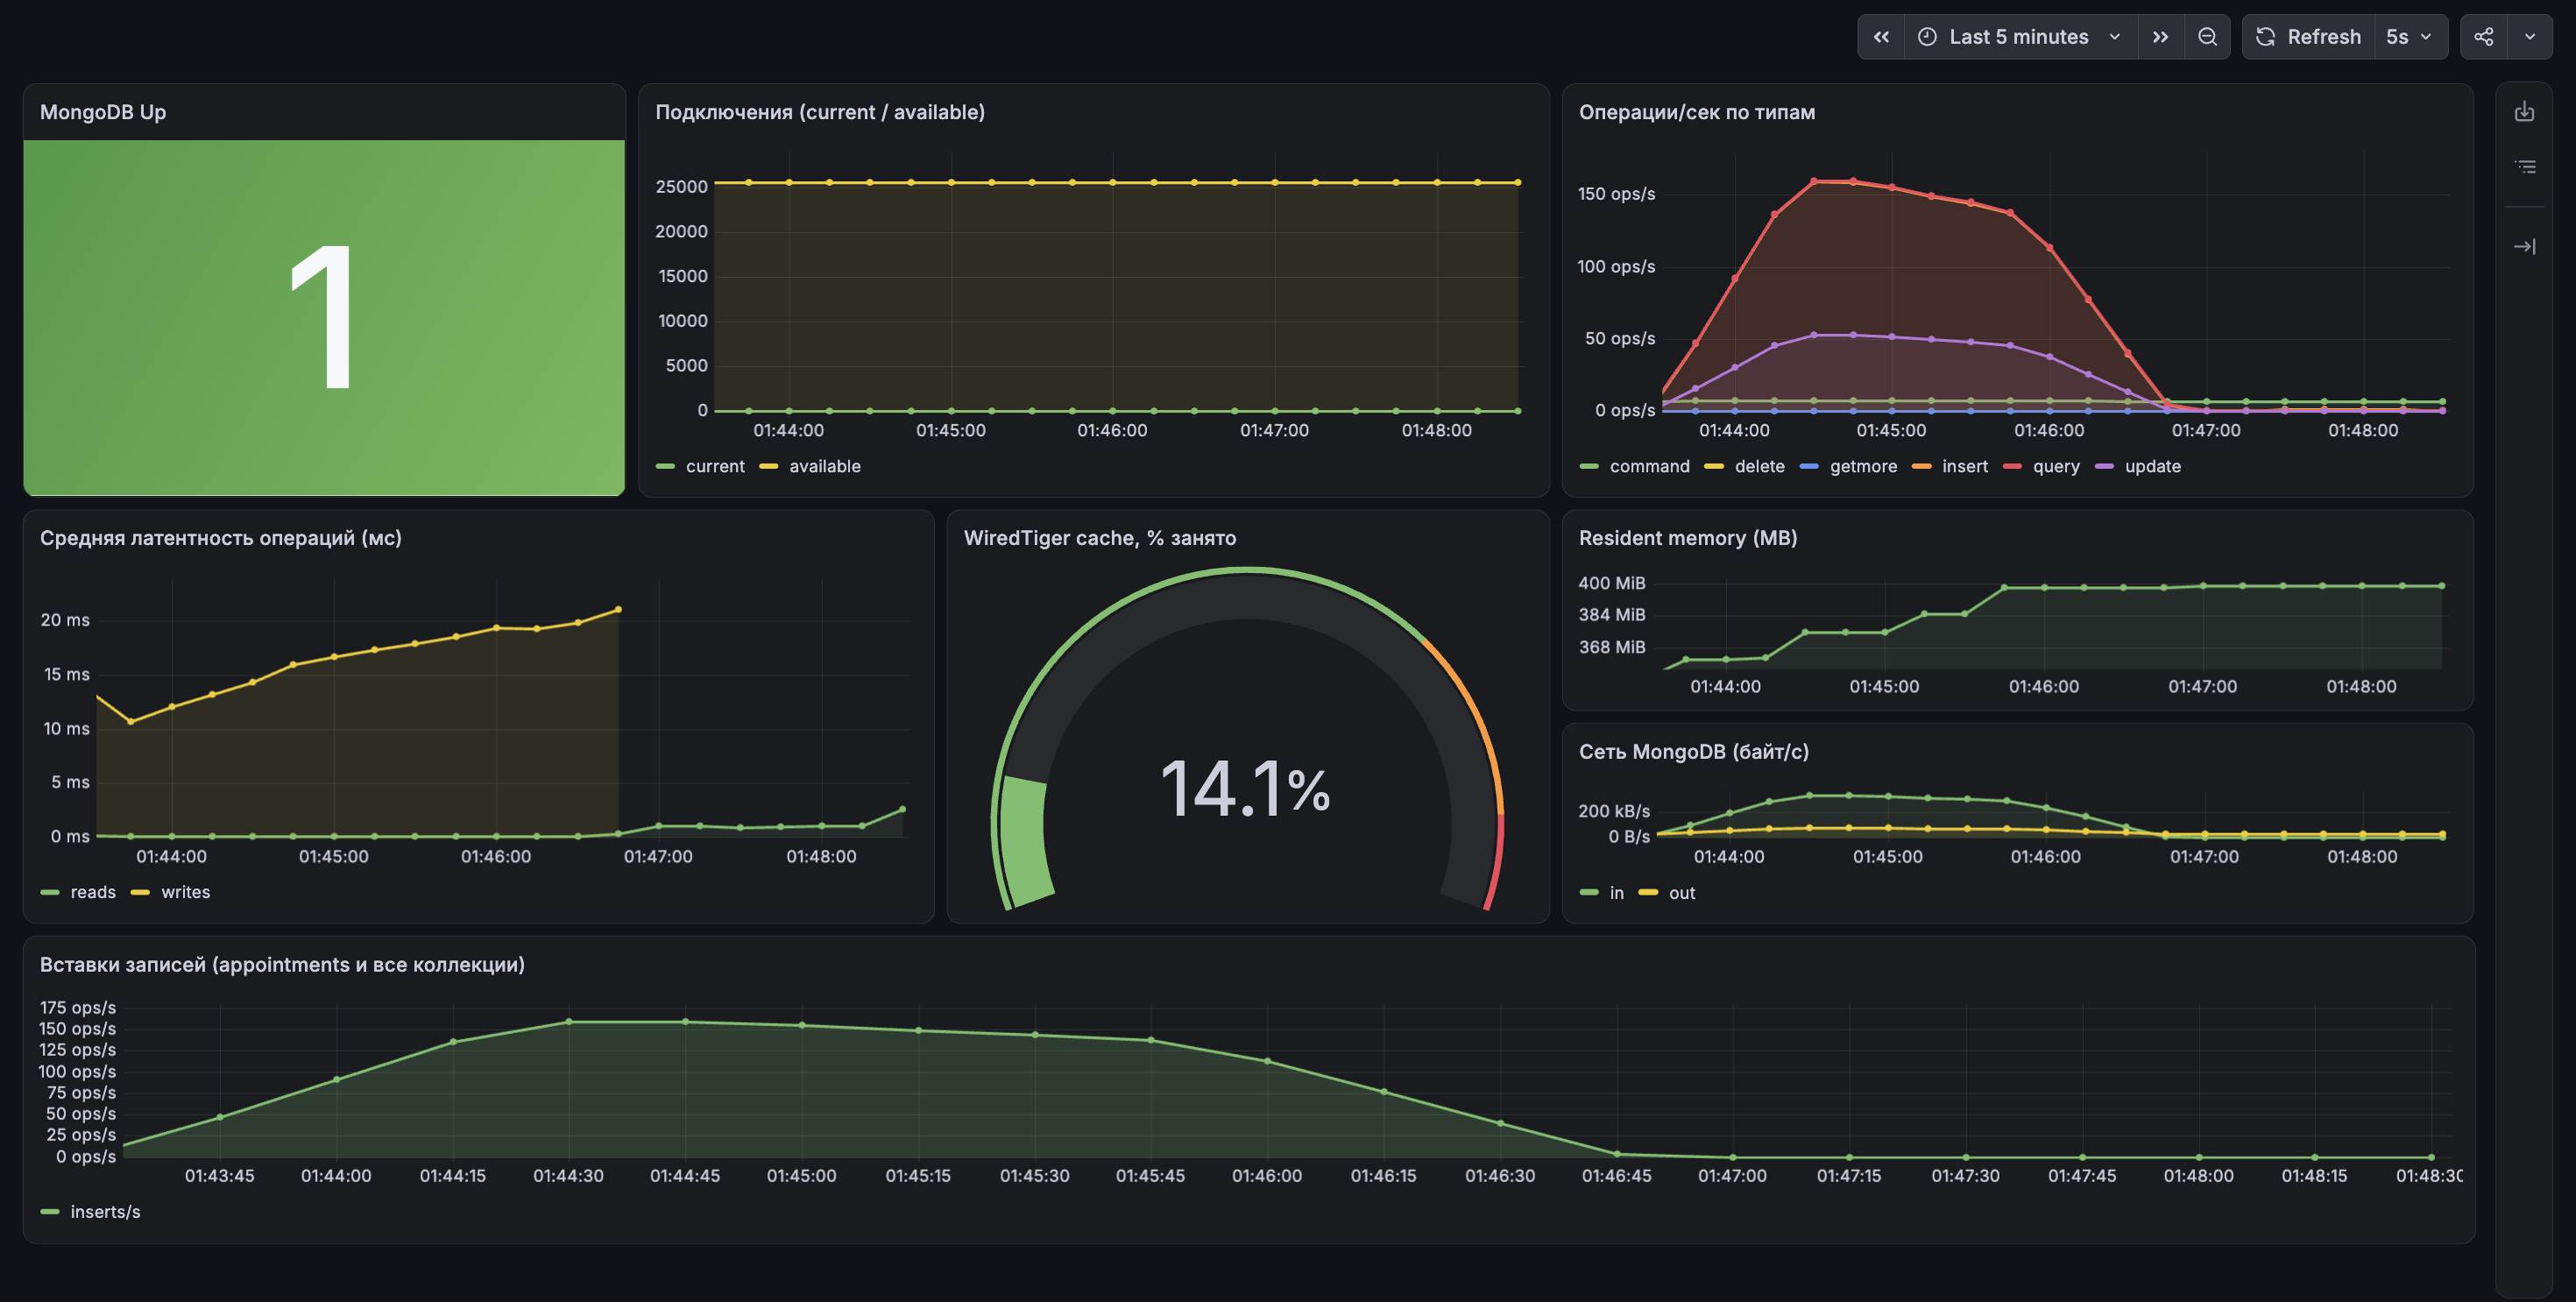 Last 5 minutes Refresh 5s
MongoDB Up
1
Подключения (current / available)
25000
20000
15000
10000
5000
0
01:44:00 01:45:00 01:46:00 01:47:00 01:48:00
current available
Операции/сек по типам
150 ops/s
100 ops/s
50 ops/s
0 ops/s
01:44:00 01:45:00 01:46:00 01:47:00 01:48:00
command delete getmore insert query update
Средняя латентность операций (мс)
20 ms
15 ms
10 ms
5 ms
0 ms
01:44:00 01:45:00 01:46:00 01:47:00 01:48:00
reads writes
WiredTiger cache, % занято
14.1%
Resident memory (MB)
400 MiB
384 MiB
368 MiB
01:44:00 01:45:00 01:46:00 01:47:00 01:48:00
Сеть MongoDB (байт/с)
200 kB/s
0 B/s
01:44:00 01:45:00 01:46:00 01:47:00 01:48:00
in out
Вставки записей (appointments и все коллекции)
175 ops/s
150 ops/s
125 ops/s
100 ops/s
75 ops/s
50 ops/s
25 ops/s
0 ops/s
01:43:45 01:44:00 01:44:15 01:44:30 01:44:45 01:45:00 01:45:15 01:45:30 01:45:45 01:46:00 01:46:15 01:46:30 01:46:45 01:47:00 01:47:15 01:47:30 01:47:45 01:48:00 01:48:15 01:48:30
inserts/s